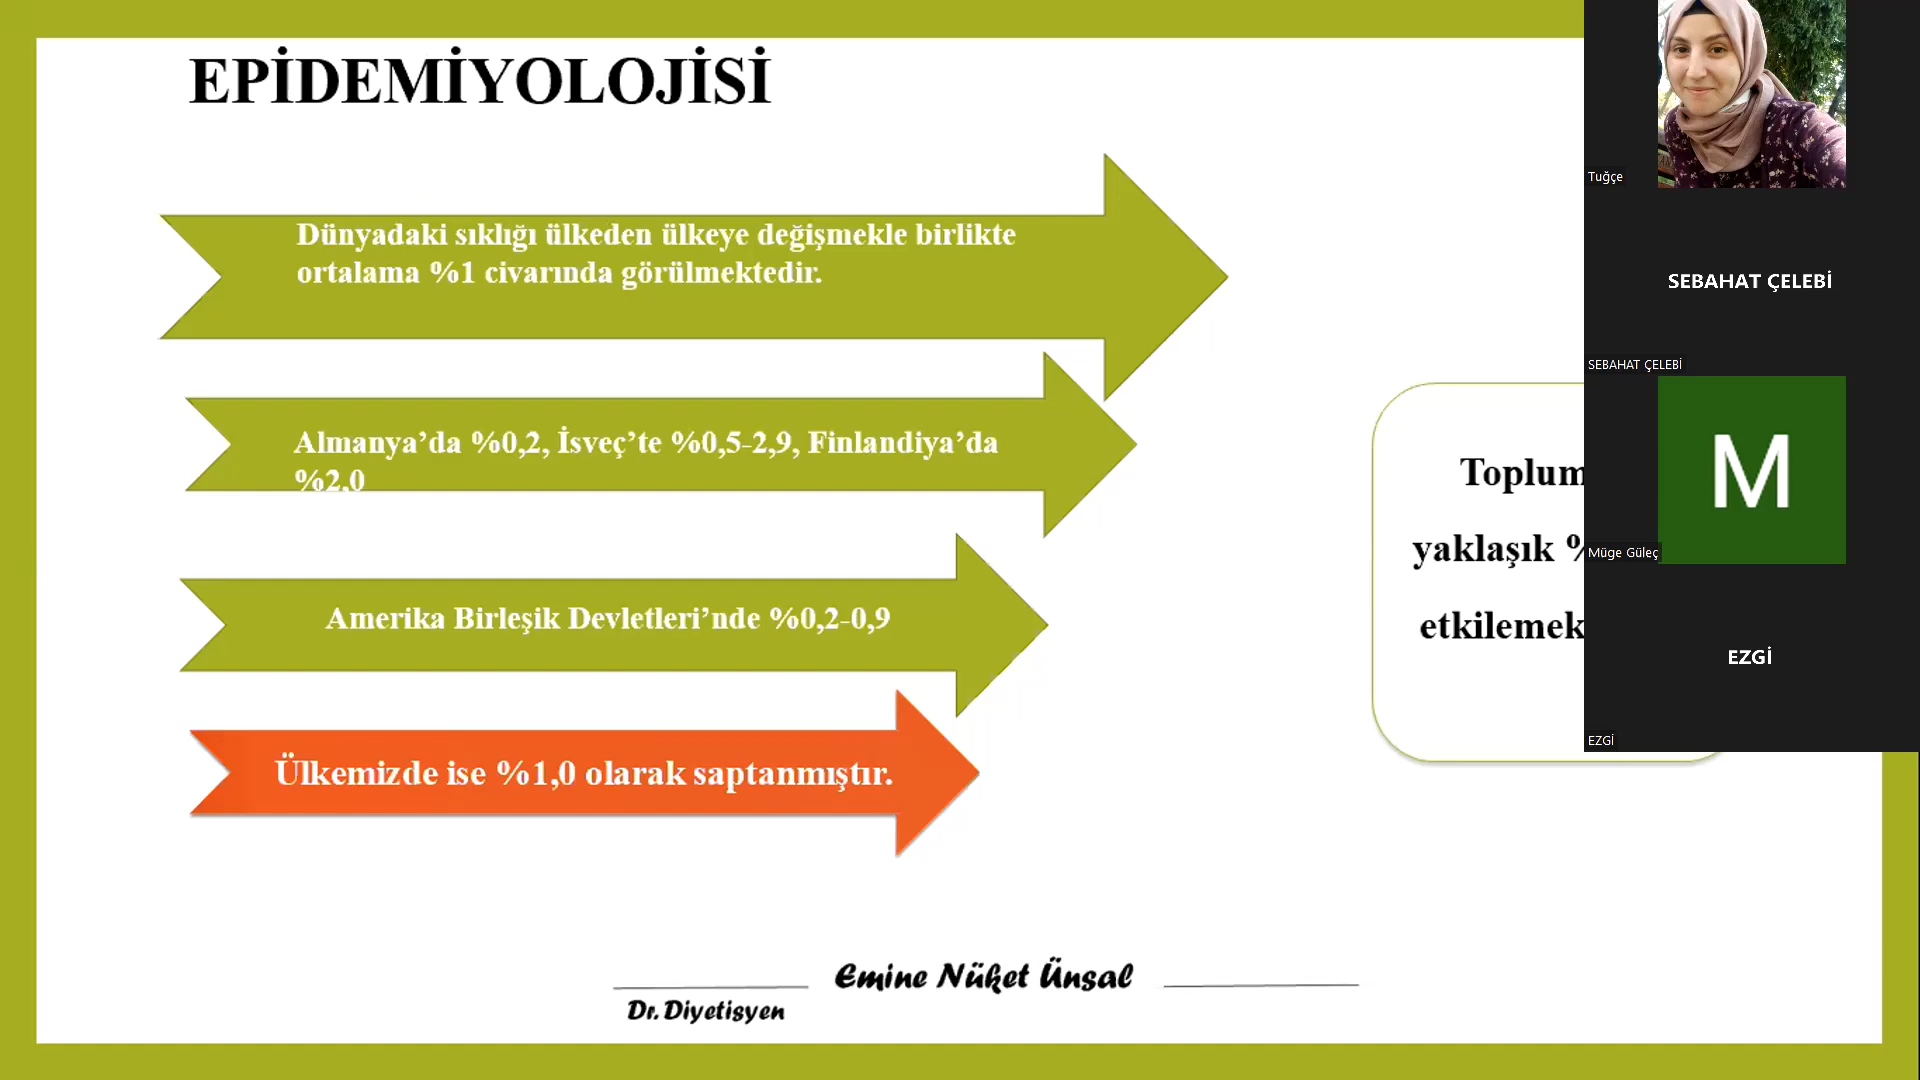 EPİDEMİYOLOJİSİ
Dünyadaki sıklığı ülkeden ülkeye değişmekle birlikte
ortalama %1 civarında görülmektedir.
Almanya’da %0,2, İsveç’te %0,5-2,9, Finlandiya’da
%2,0
Amerika Birleşik Devletleri’nde %0,2-0,9
Ülkemizde ise %1,0 olarak saptanmıştır.
Toplum
yaklaşık %
etkilemek
Emine Nüket Ünsal
Dr. Diyetisyen
Tuğçe
SEBAHAT ÇELEBİ
SEBAHAT ÇELEBİ
M
Müge Güleç
EZGİ
EZGİ